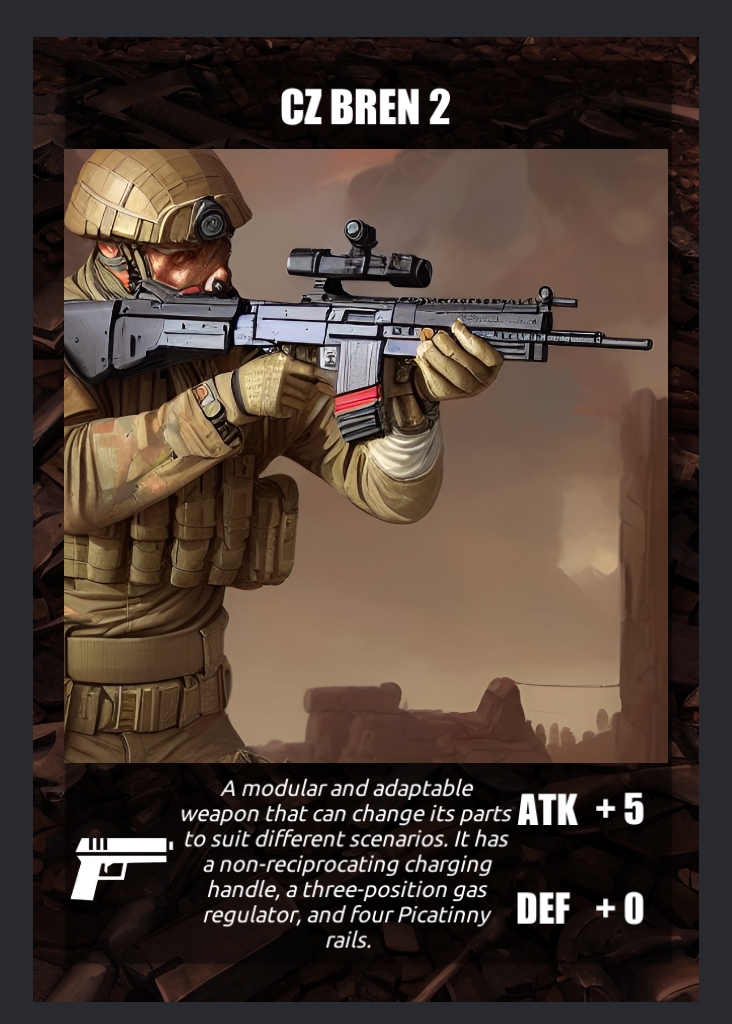 CZ BREN 2
A modular and adaptable
weapon that can change its parts
to suit different scenarios. It has
a non-reciprocating charging
handle, a three-position gas
regulator, and four Picatinny
rails.
ATK + 5
DEF + 0